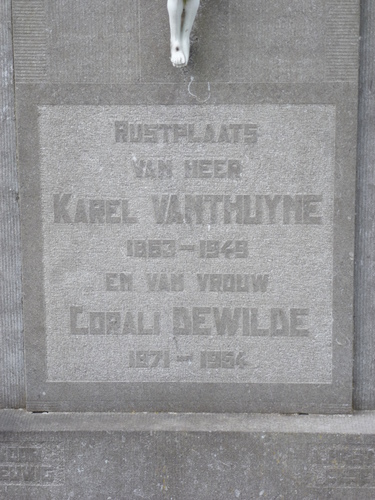 RUSTPLAATS
VAN HEER
KAREL VANTHUYNE
1863-1949
EN VAN VROUW
CORALI DEWILDE
1871-1964